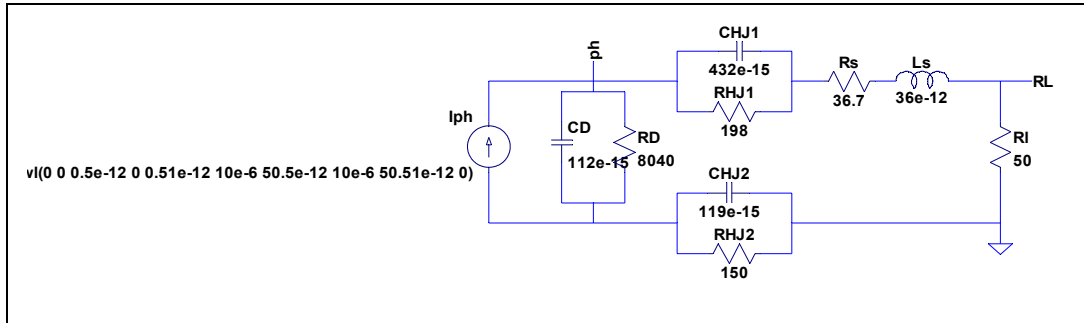 ph
CHJ1
432e-15
RHJ1
198
Rs
36.7
Ls
36e-12
RL
Iph
CD
112e-15
RD
8040
Rl
50
vl(0 0 0.5e-12 0 0.51e-12 10e-6 50.5e-12 10e-6 50.51e-12 0)
CHJ2
119e-15
RHJ2
150